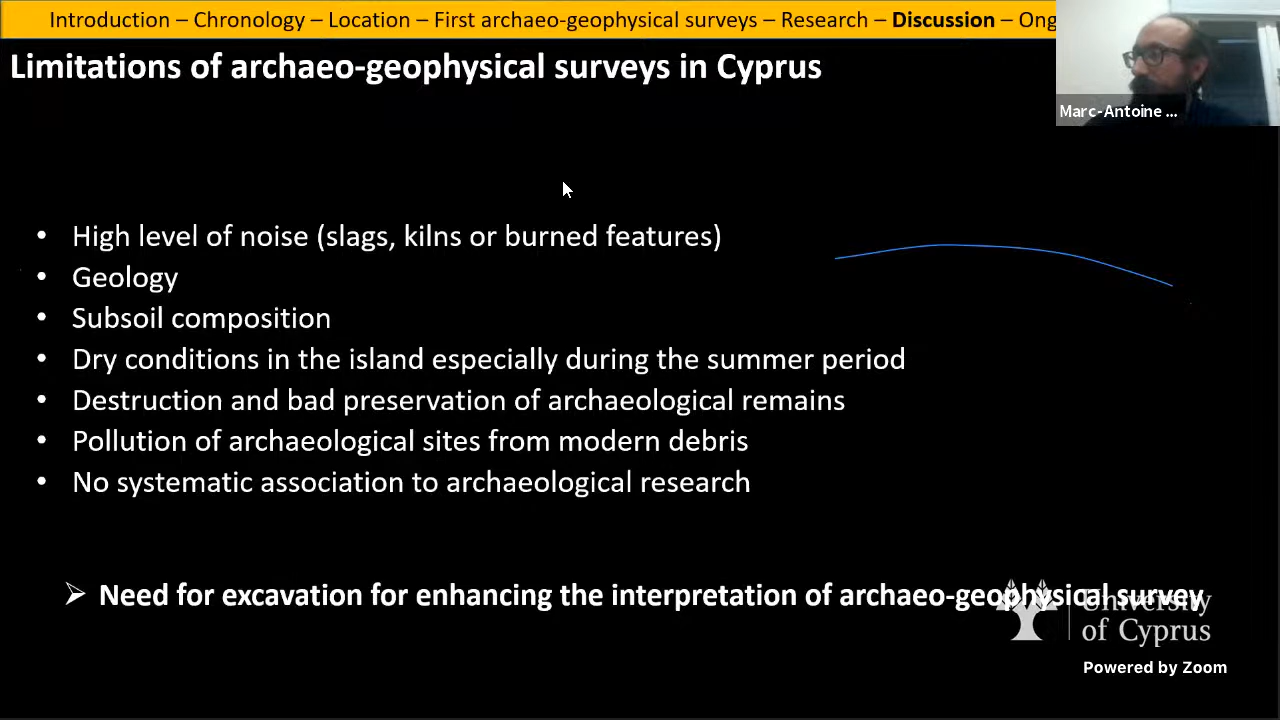 Introduction – Chronology – Location – First archaeo-geophysical surveys – Research – Discussion – Ong
Limitations of archaeo-geophysical surveys in Cyprus
Marc-Antoine ...
• High level of noise (slags, kilns or burned features)
• Geology
• Subsoil composition
• Dry conditions in the island especially during the summer period
• Destruction and bad preservation of archaeological remains
• Pollution of archaeological sites from modern debris
• No systematic association to archaeological research
➢ Need for excavation for enhancing the interpretation of archaeo-geophysical survey
University
of Cyprus
Powered by Zoom